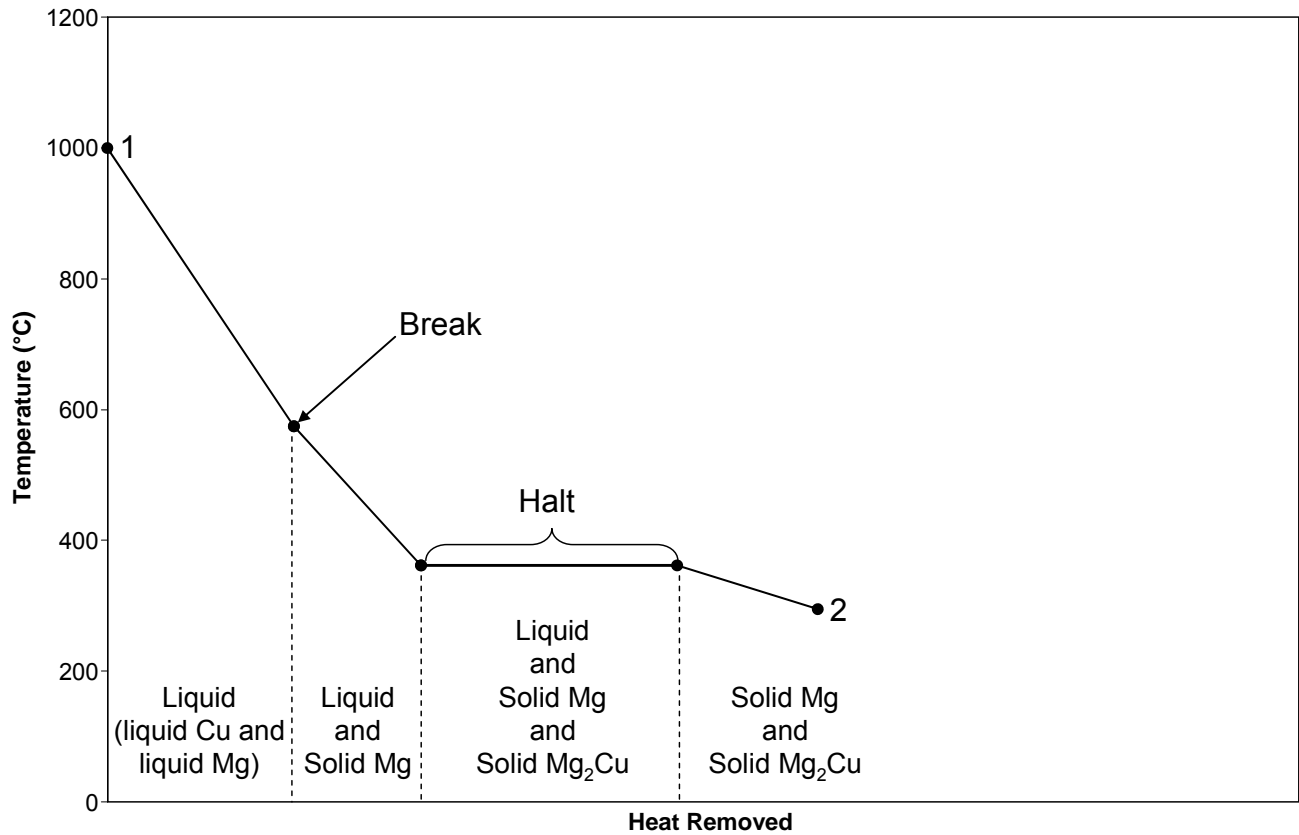 1200
1000
800
600
400
200
0
Temperature (°C)
1
Break
Halt
2
Liquid
(liquid Cu and
liquid Mg)
Liquid
and
Solid Mg
Liquid
and
Solid Mg
and
Solid Mg₂Cu
Solid Mg
and
Solid Mg₂Cu
Heat Removed